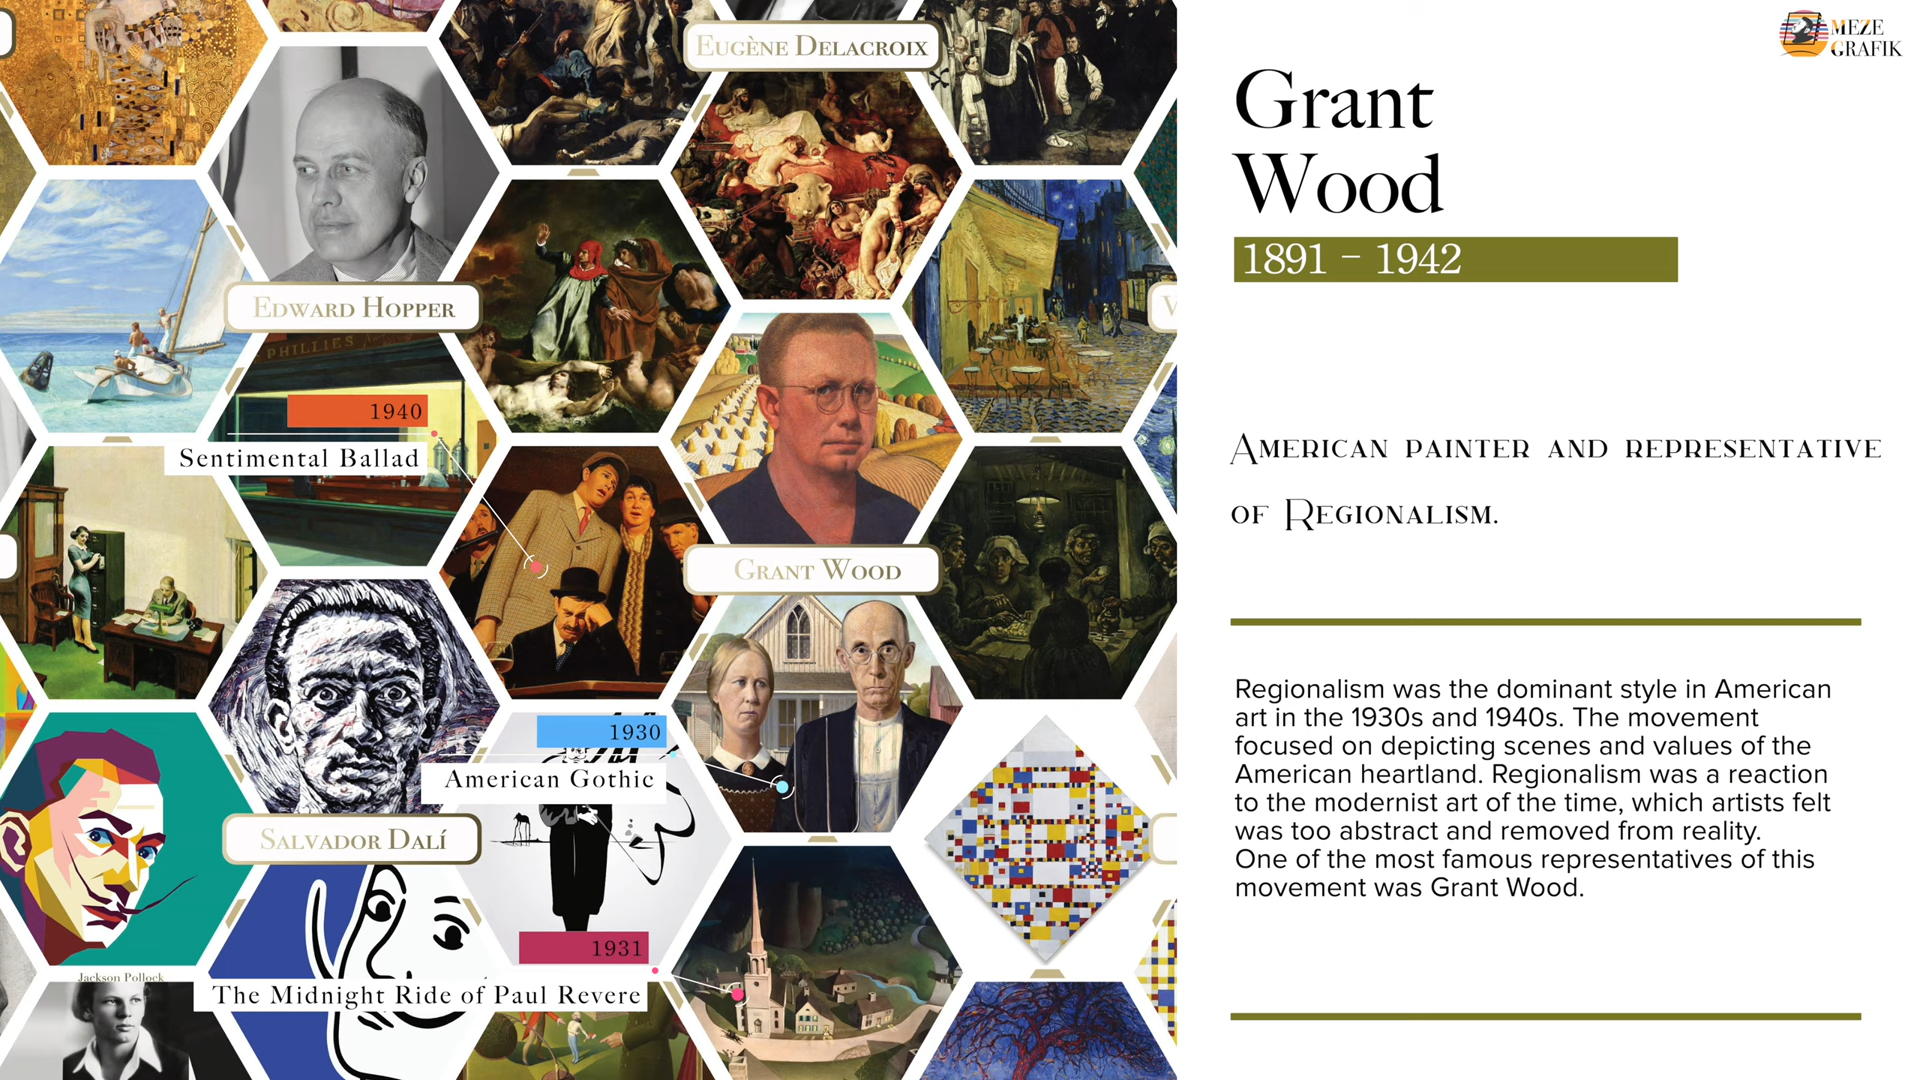 Eugène Delacroix
Edward Hopper
PHILLIES
1940
Sentimental Ballad
Grant Wood
1930
American Gothic
Salvador Dalí
1931
Jackson Pollock
The Midnight Ride of Paul Revere
MEZE
GRAFIK
Grant
Wood
1891 – 1942
American painter and representative
of Regionalism.
Regionalism was the dominant style in American
art in the 1930s and 1940s. The movement
focused on depicting scenes and values of the
American heartland. Regionalism was a reaction
to the modernist art of the time, which artists felt
was too abstract and removed from reality.
One of the most famous representatives of this
movement was Grant Wood.